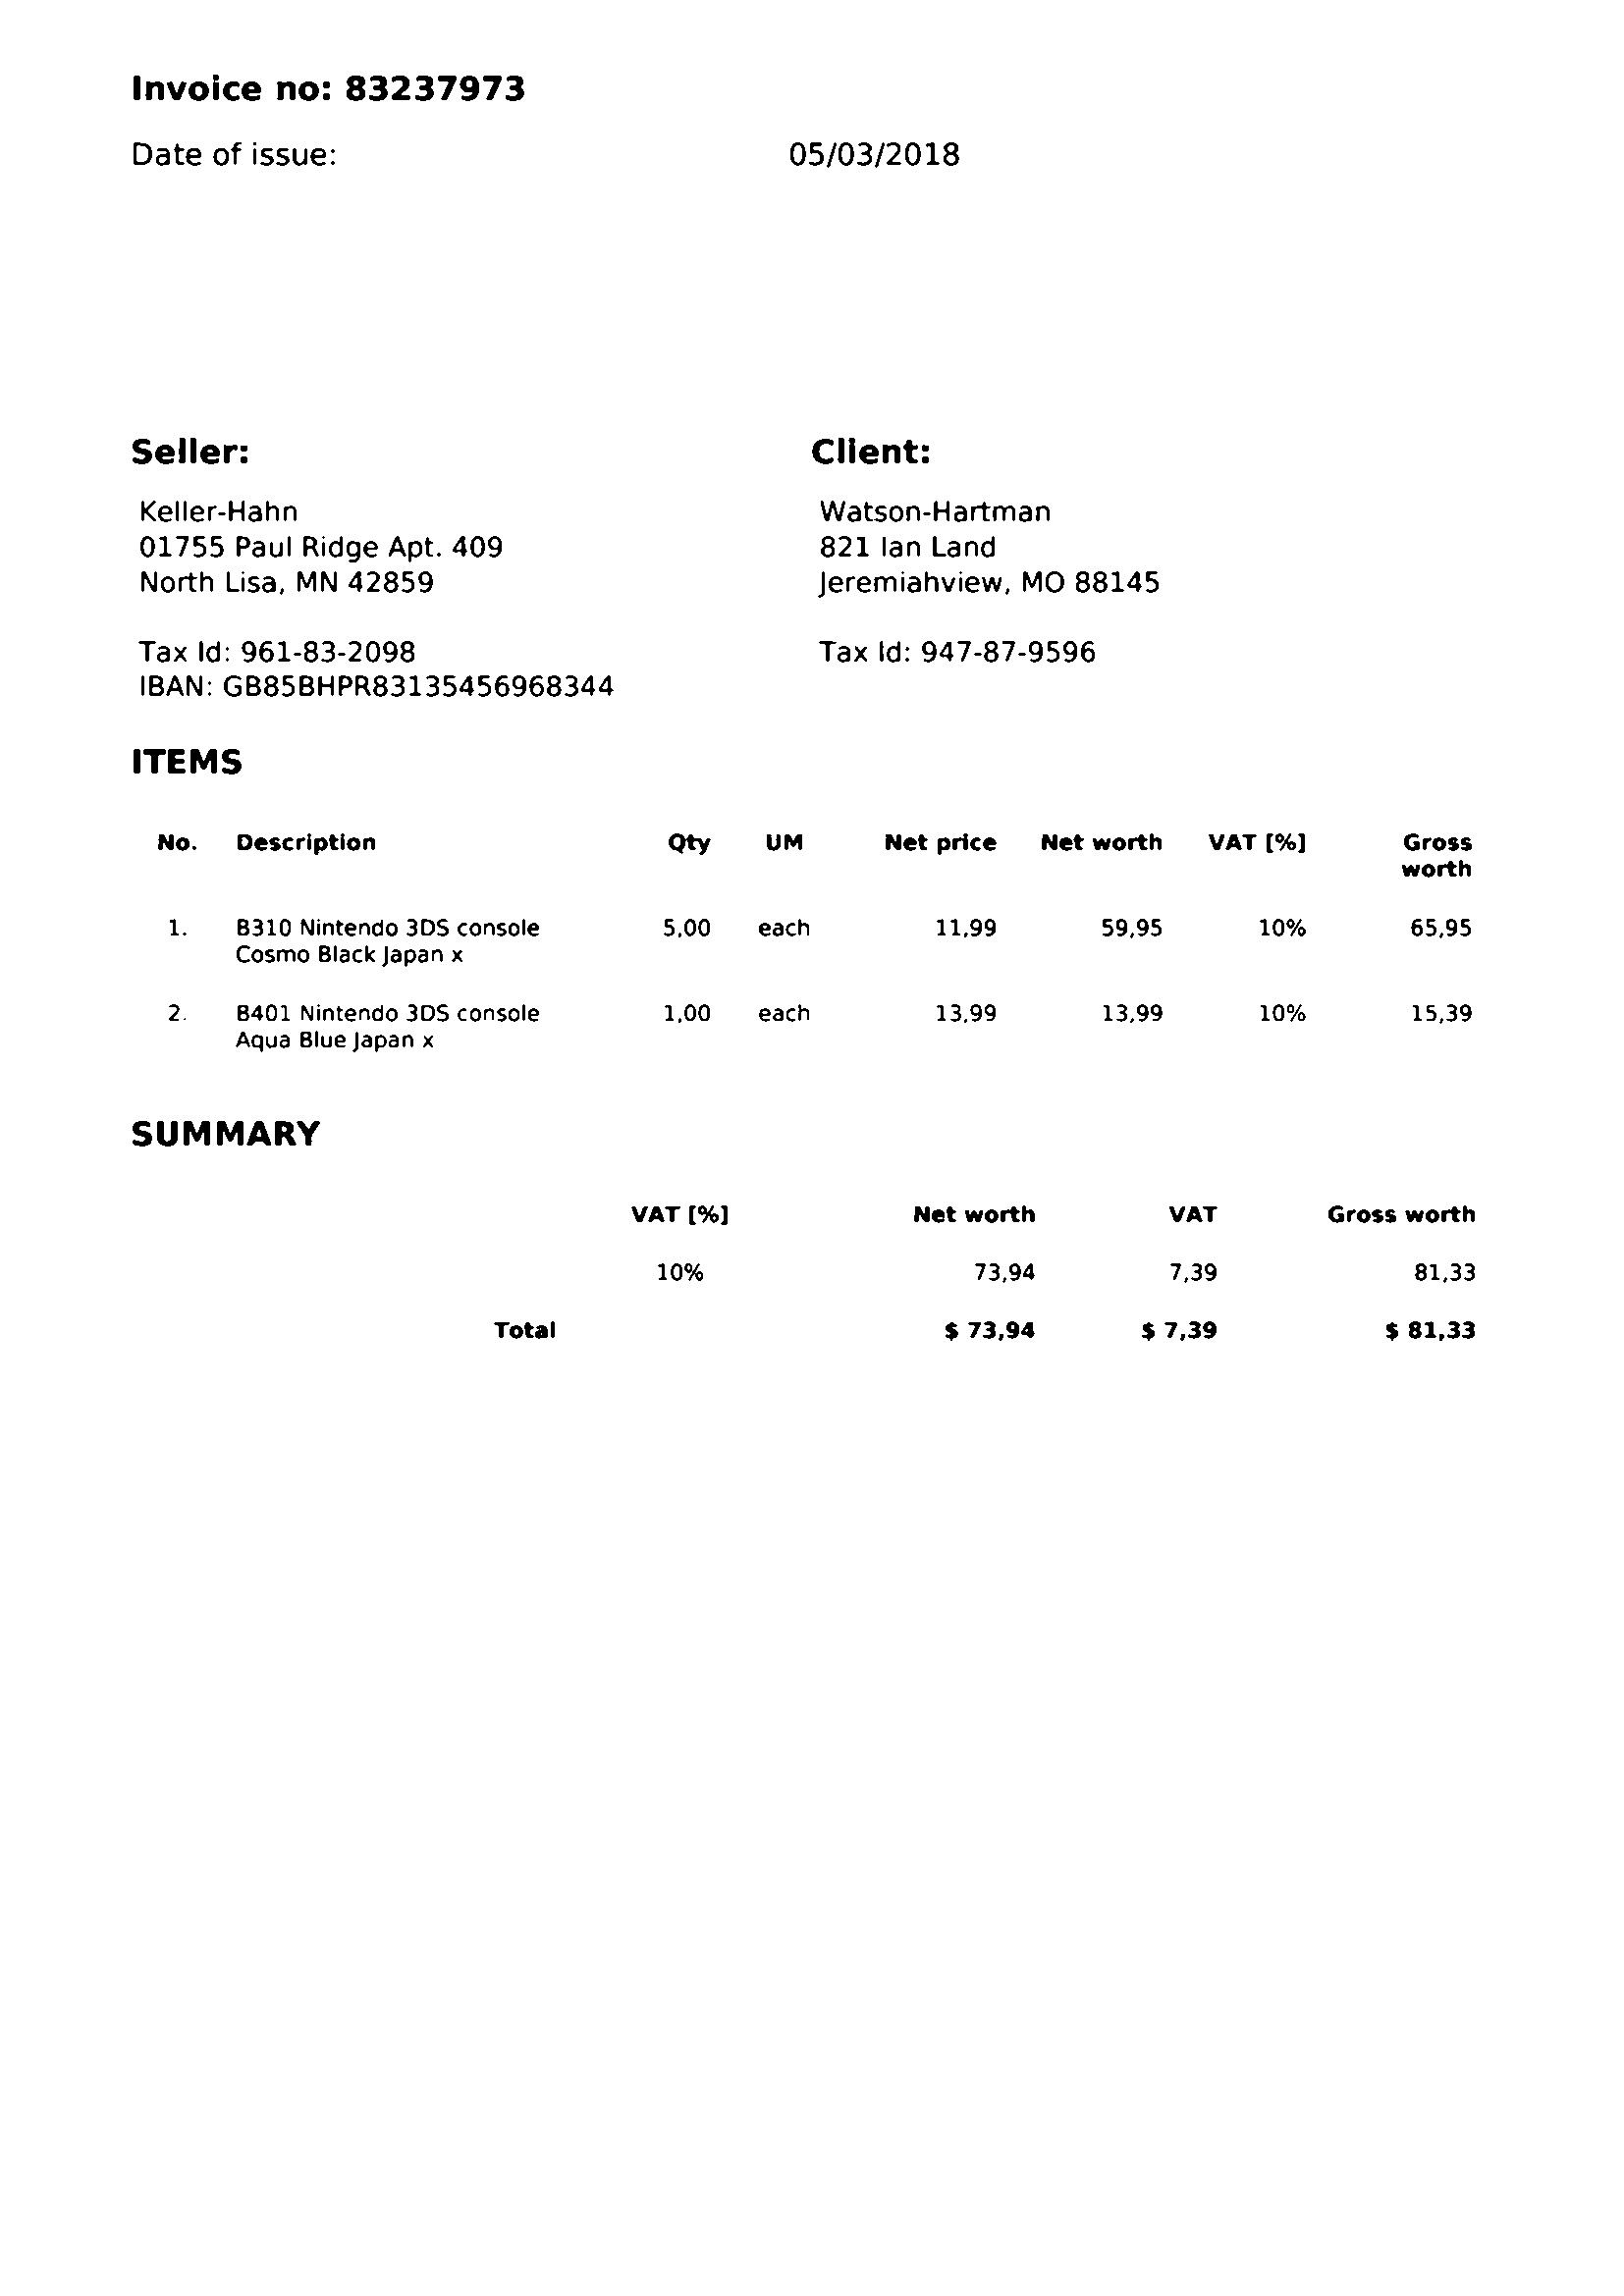 Invoice no: 83237973
Date of issue: 05/03/2018
Seller:
Keller-Hahn
01755 Paul Ridge Apt. 409
North Lisa, MN 42859
Tax Id: 961-83-2098
IBAN: GB85BHPR83135456968344
Client:
Watson-Hartman
821 Ian Land
Jeremiahview, MO 88145
Tax Id: 947-87-9596
ITEMS
No. Description Qty UM Net price Net worth VAT [%] Gross
worth
1. B310 Nintendo 3DS console 5,00 each 11,99 59,95 10% 65,95
Cosmo Black Japan x
2. B401 Nintendo 3DS console 1,00 each 13,99 13,99 10% 15,39
Aqua Blue Japan x
SUMMARY
VAT [%] Net worth VAT Gross worth
10% 73,94 7,39 81,33
Total $ 73,94 $ 7,39 $ 81,33